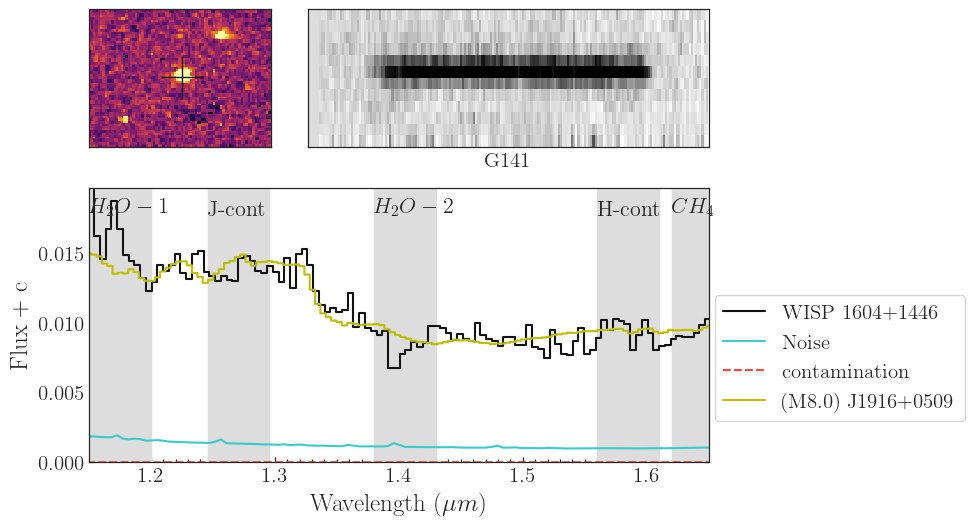 G141
H₂O − 1 J-cont H₂O − 2 H-cont CH₄
0.015
0.010
0.005
0.000
Flux + c
1.2 1.3 1.4 1.5 1.6
Wavelength (μm)
WISP 1604+1446
Noise
contamination
(M8.0) J1916+0509